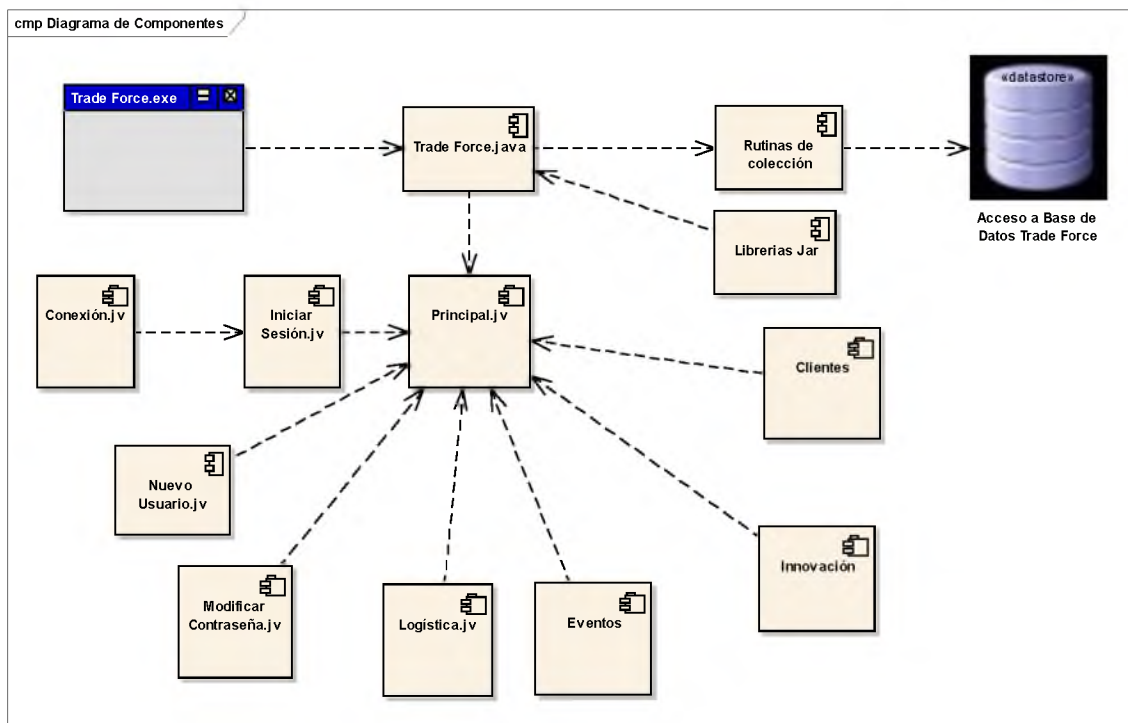 cmp Diagrama de Componentes
Trade Force.exe
Trade Force.java
Rutinas de
colección
«datastore»
Acceso a Base de
Datos Trade Force
Librerias Jar
Conexión.jv
Iniciar
Sesión.jv
Principal.jv
Clientes
Nuevo
Usuario.jv
Innovación
Modificar
Contraseña.jv
Logística.jv
Eventos